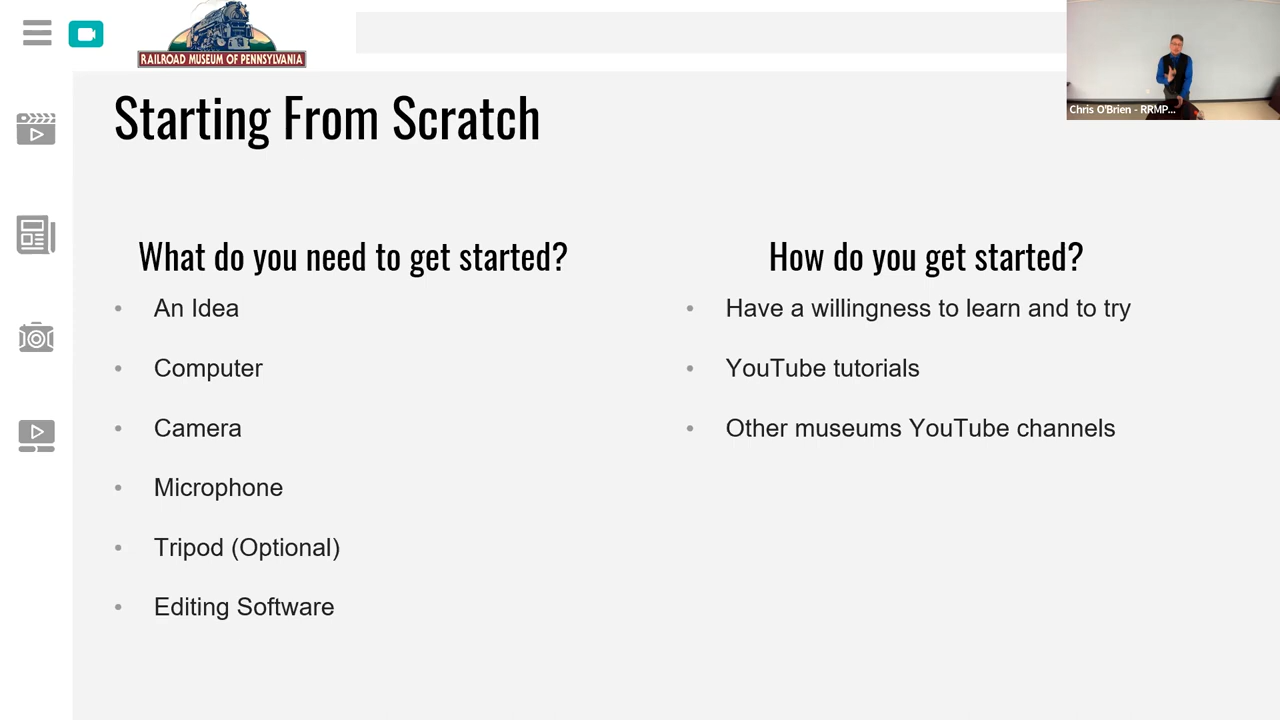 RAILROAD MUSEUM OF PENNSYLVANIA
Chris O'Brien - RRMP...
Starting From Scratch
What do you need to get started?
• An Idea
• Computer
• Camera
• Microphone
• Tripod (Optional)
• Editing Software
How do you get started?
• Have a willingness to learn and to try
• YouTube tutorials
• Other museums YouTube channels